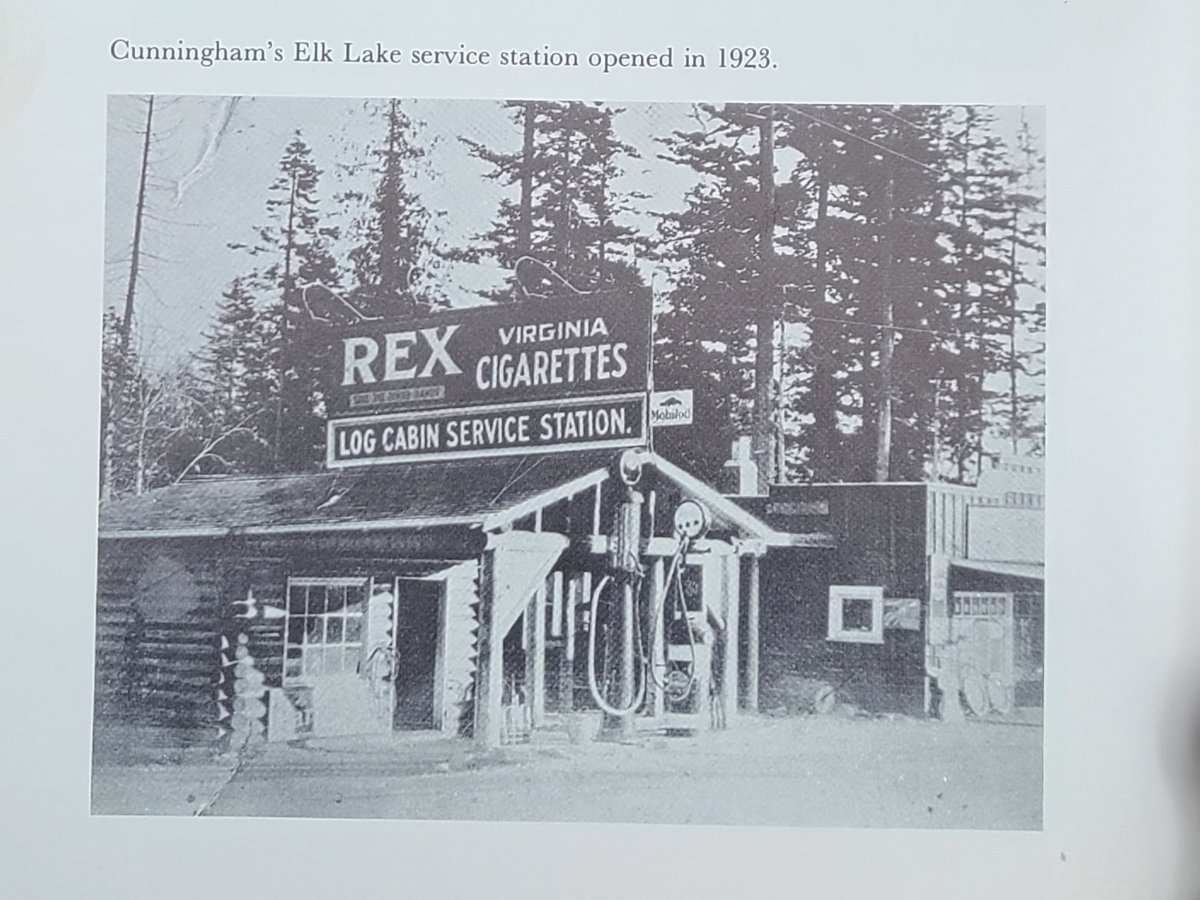 Cunningham's Elk Lake service station opened in 1923.
REX
VIRGINIA
CIGARETTES
LOG CABIN SERVICE STATION.
Mobiloil